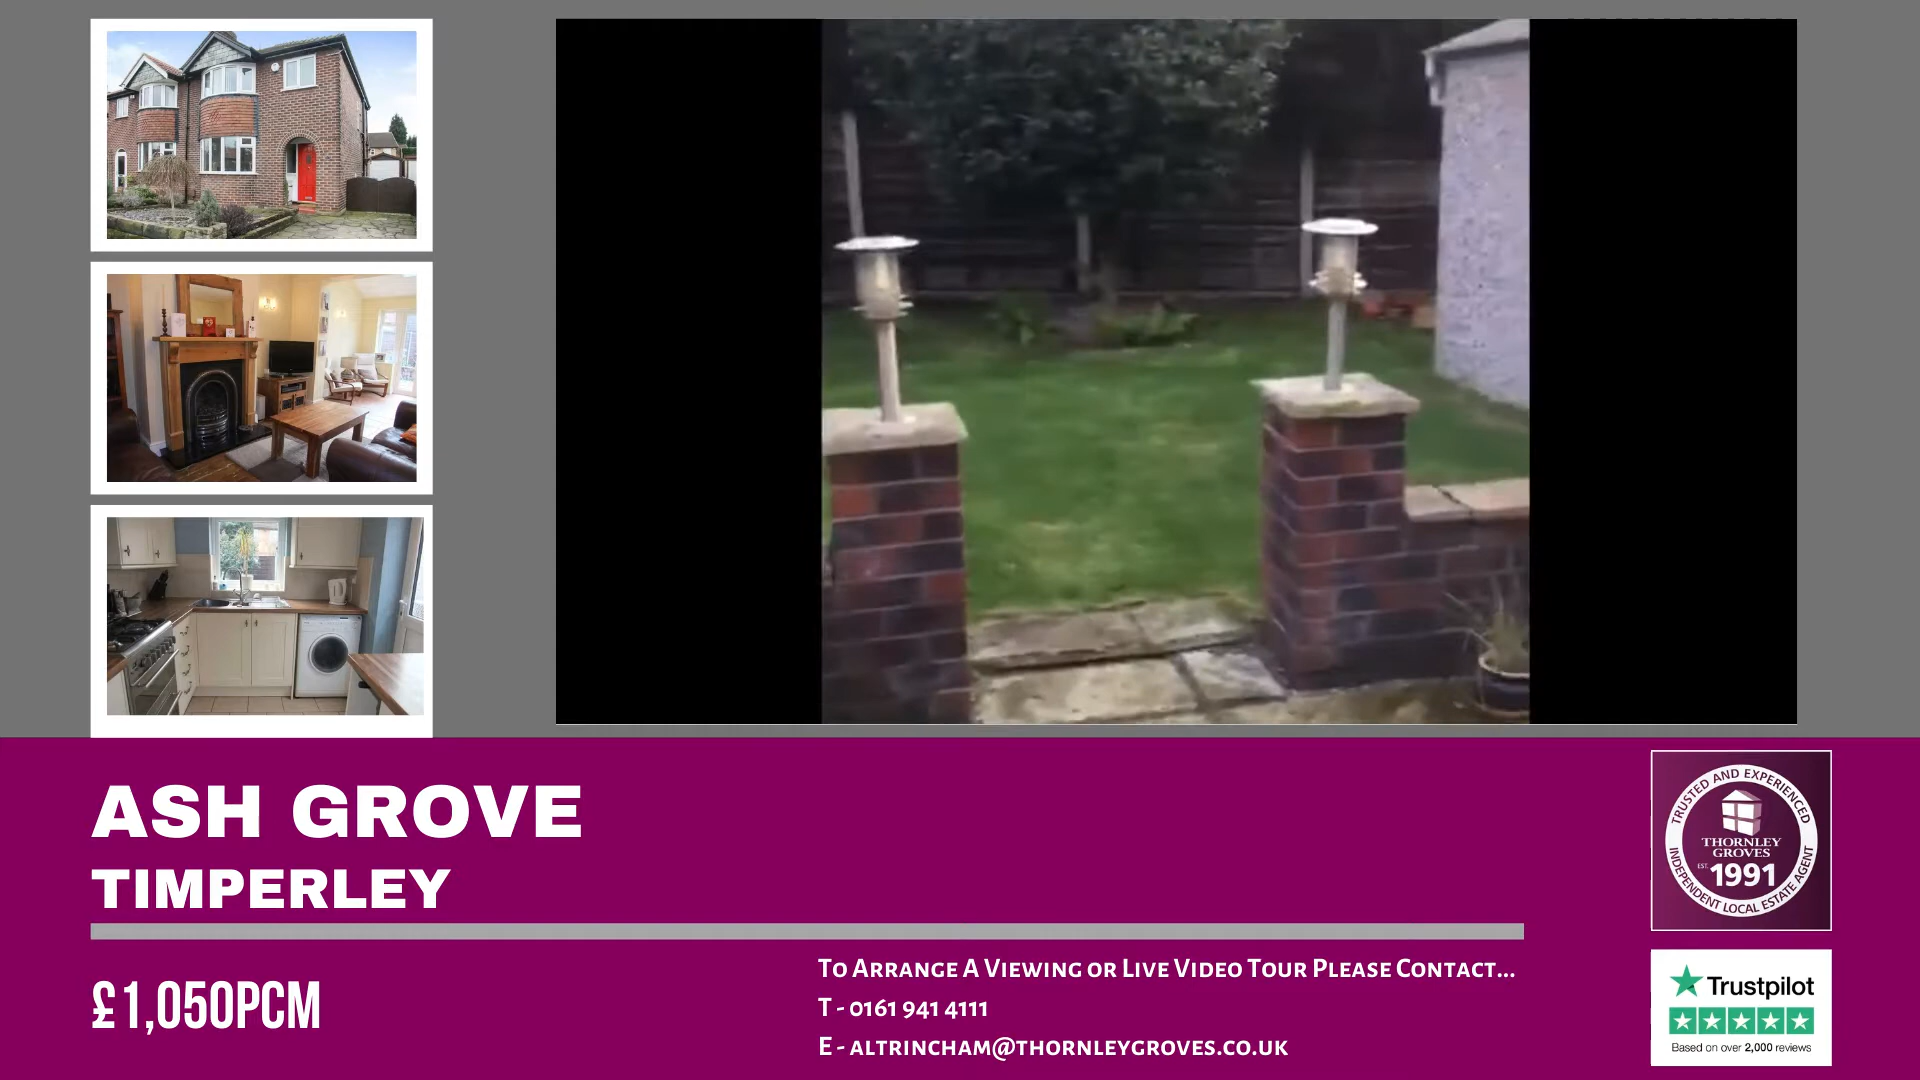 ASH GROVE
TIMPERLEY
£1,050PCM
To Arrange A Viewing or Live Video Tour Please Contact...
T - 0161 941 4111
E - altrincham@thornleygroves.co.uk
TRUSTED AND EXPERIENCED
THORNLEY
GROVES
EST. 1991
INDEPENDENT LOCAL ESTATE AGENT
Trustpilot
Based on over 2,000 reviews